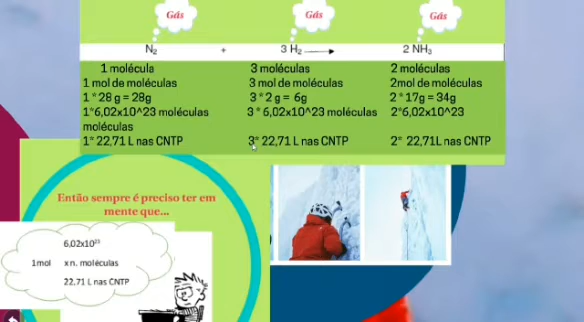 Gás Gás Gás
N₂ + 3 H₂ → 2 NH₃
1 molécula 3 moléculas 2 moléculas
1 mol de moléculas 3 mol de moléculas 2mol de moléculas
1 * 28 g = 28g 3 * 2 g = 6g 2 * 17g = 34g
1*6,02x10^23 moléculas 3 * 6,02x10^23 moléculas 2*6,02x10^23
moléculas
1* 22,71 L nas CNTP 3* 22,71 L nas CNTP 2* 22,71L nas CNTP
Então sempre é preciso ter em
mente que...
6,02x10²³
1mol x n. moléculas
22,71 L nas CNTP